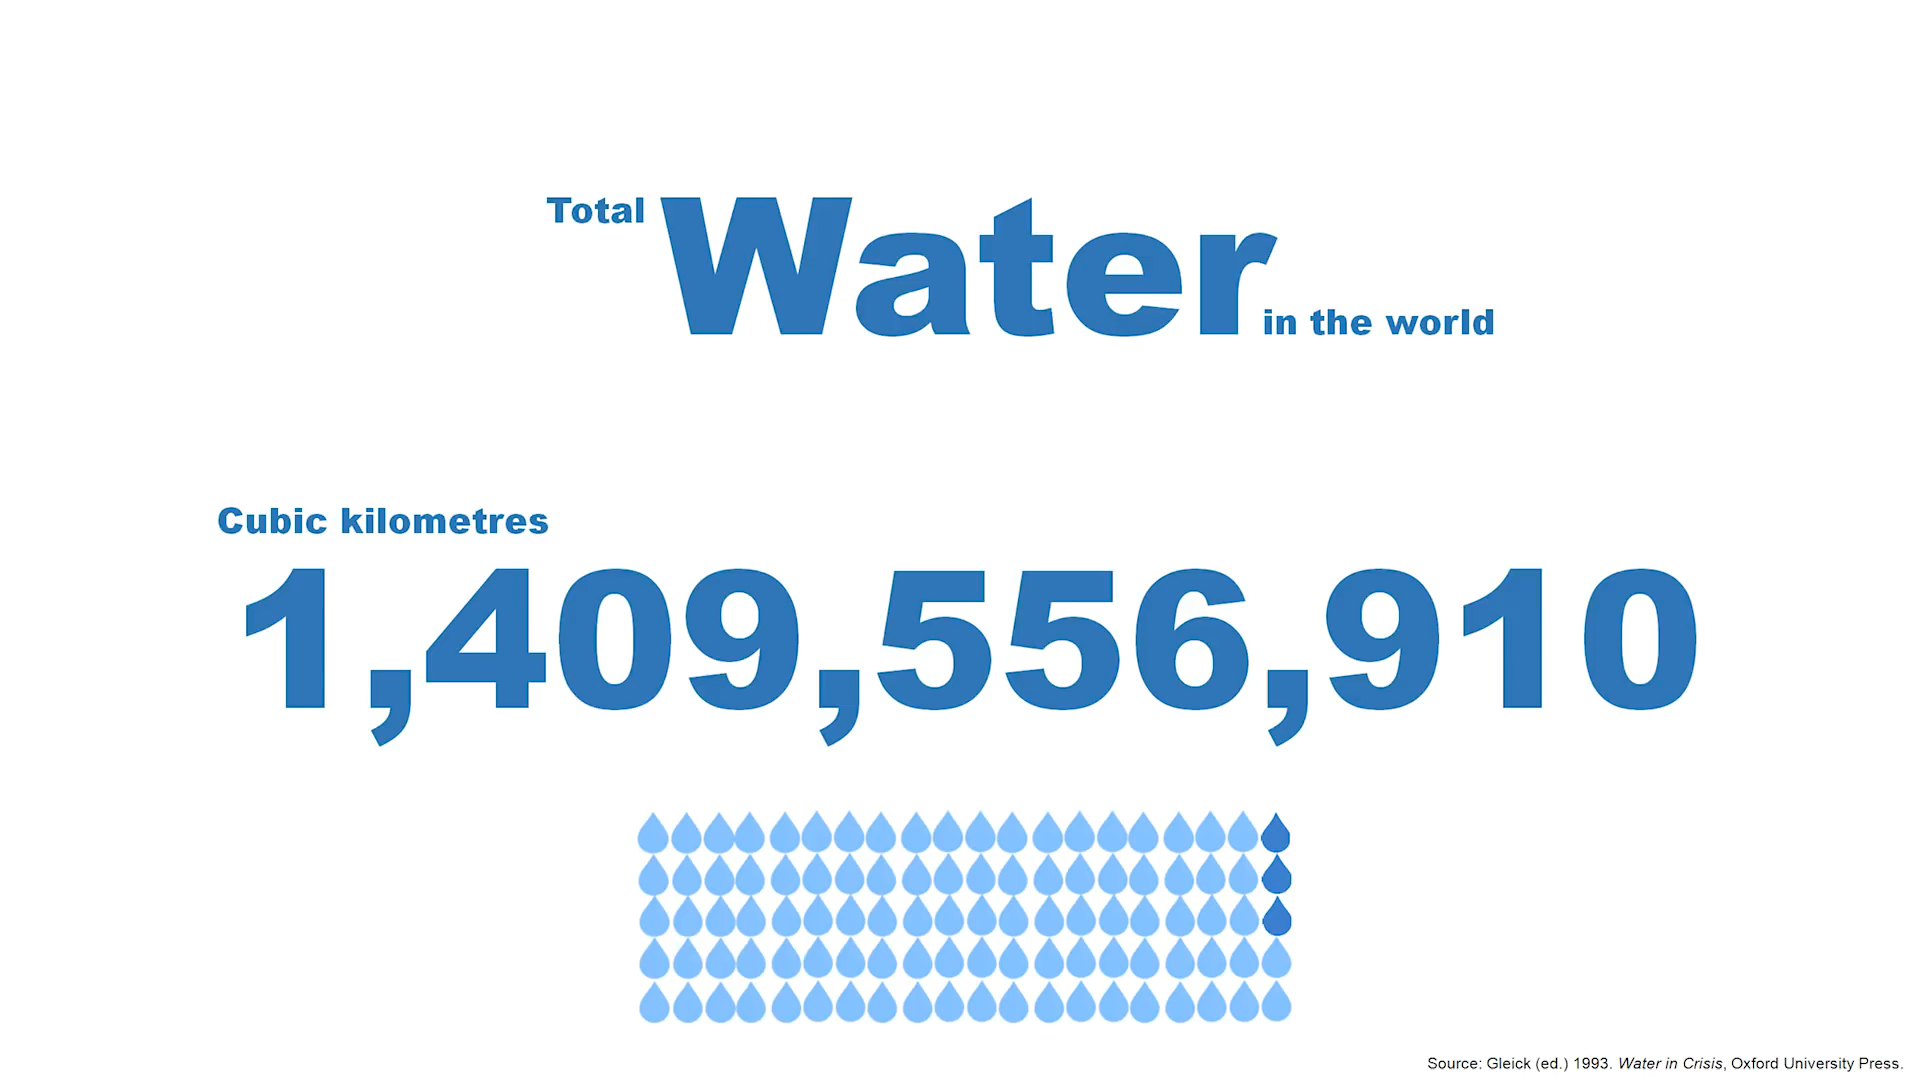 Total Water in the world
Cubic kilometres
1,409,556,910
Source: Gleick (ed.) 1993. Water in Crisis, Oxford University Press.